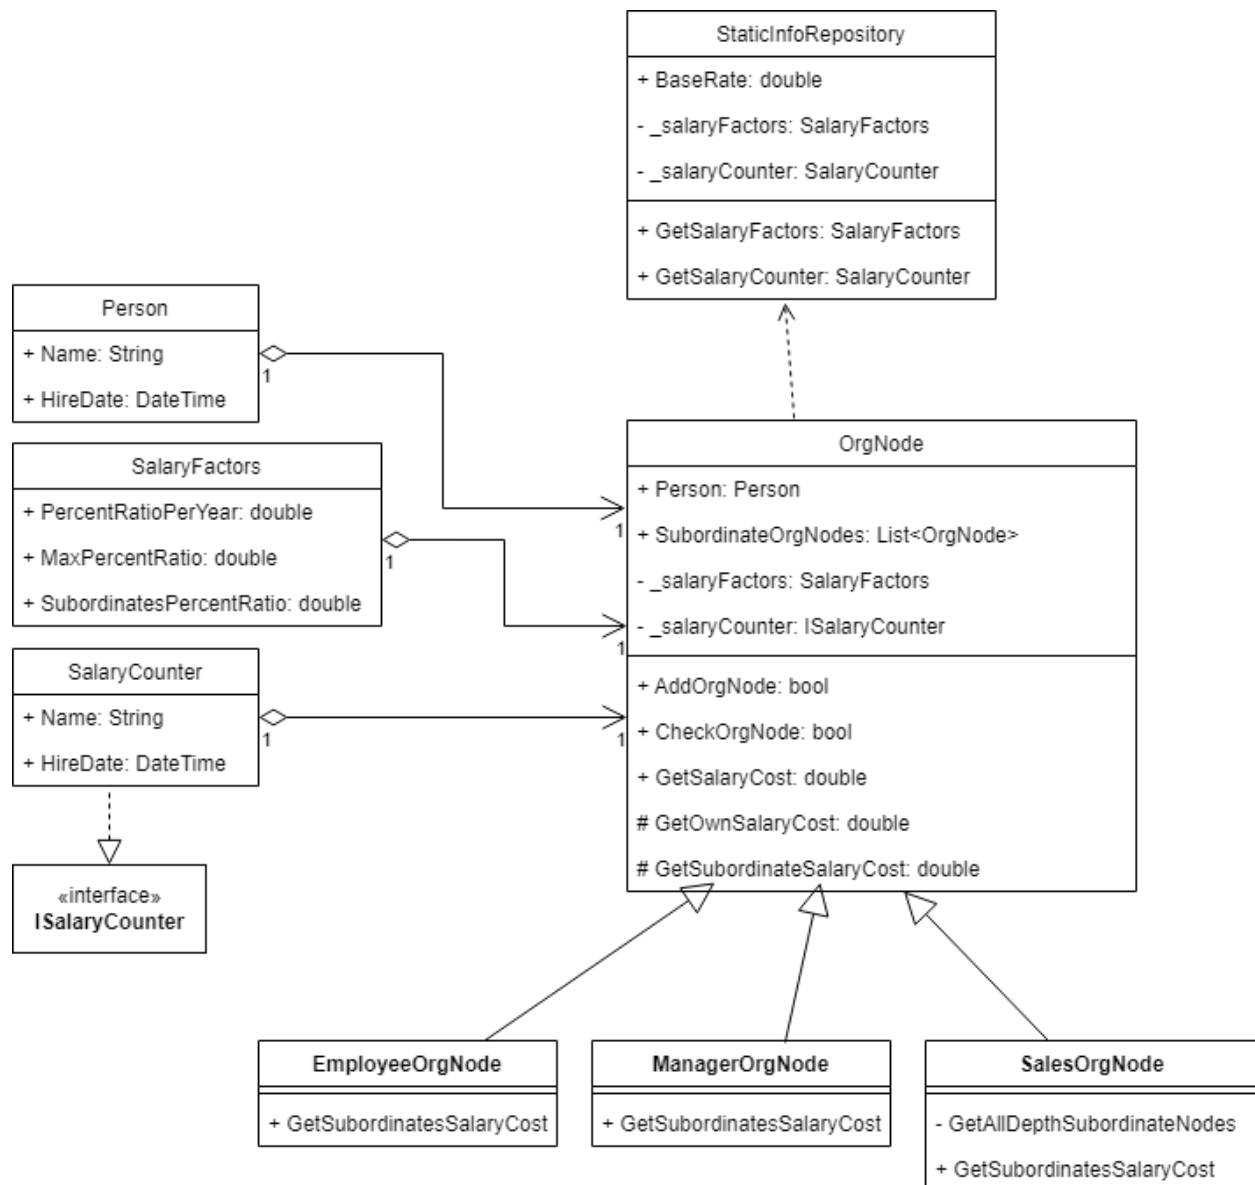 StaticInfoRepository
+ BaseRate: double
- _salaryFactors: SalaryFactors
- _salaryCounter: SalaryCounter
+ GetSalaryFactors: SalaryFactors
+ GetSalaryCounter: SalaryCounter
Person
+ Name: String
+ HireDate: DateTime
1
SalaryFactors
+ PercentRatioPerYear: double
+ MaxPercentRatio: double
+ SubordinatesPercentRatio: double
1
SalaryCounter
+ Name: String
+ HireDate: DateTime
1
«interface»
ISalaryCounter
OrgNode
+ Person: Person
+ SubordinateOrgNodes: List<OrgNode>
- _salaryFactors: SalaryFactors
- _salaryCounter: ISalaryCounter
1
1
1
+ AddOrgNode: bool
+ CheckOrgNode: bool
+ GetSalaryCost: double
# GetOwnSalaryCost: double
# GetSubordinateSalaryCost: double
EmployeeOrgNode
+ GetSubordinatesSalaryCost
ManagerOrgNode
+ GetSubordinatesSalaryCost
SalesOrgNode
- GetAllDepthSubordinateNodes
+ GetSubordinatesSalaryCost